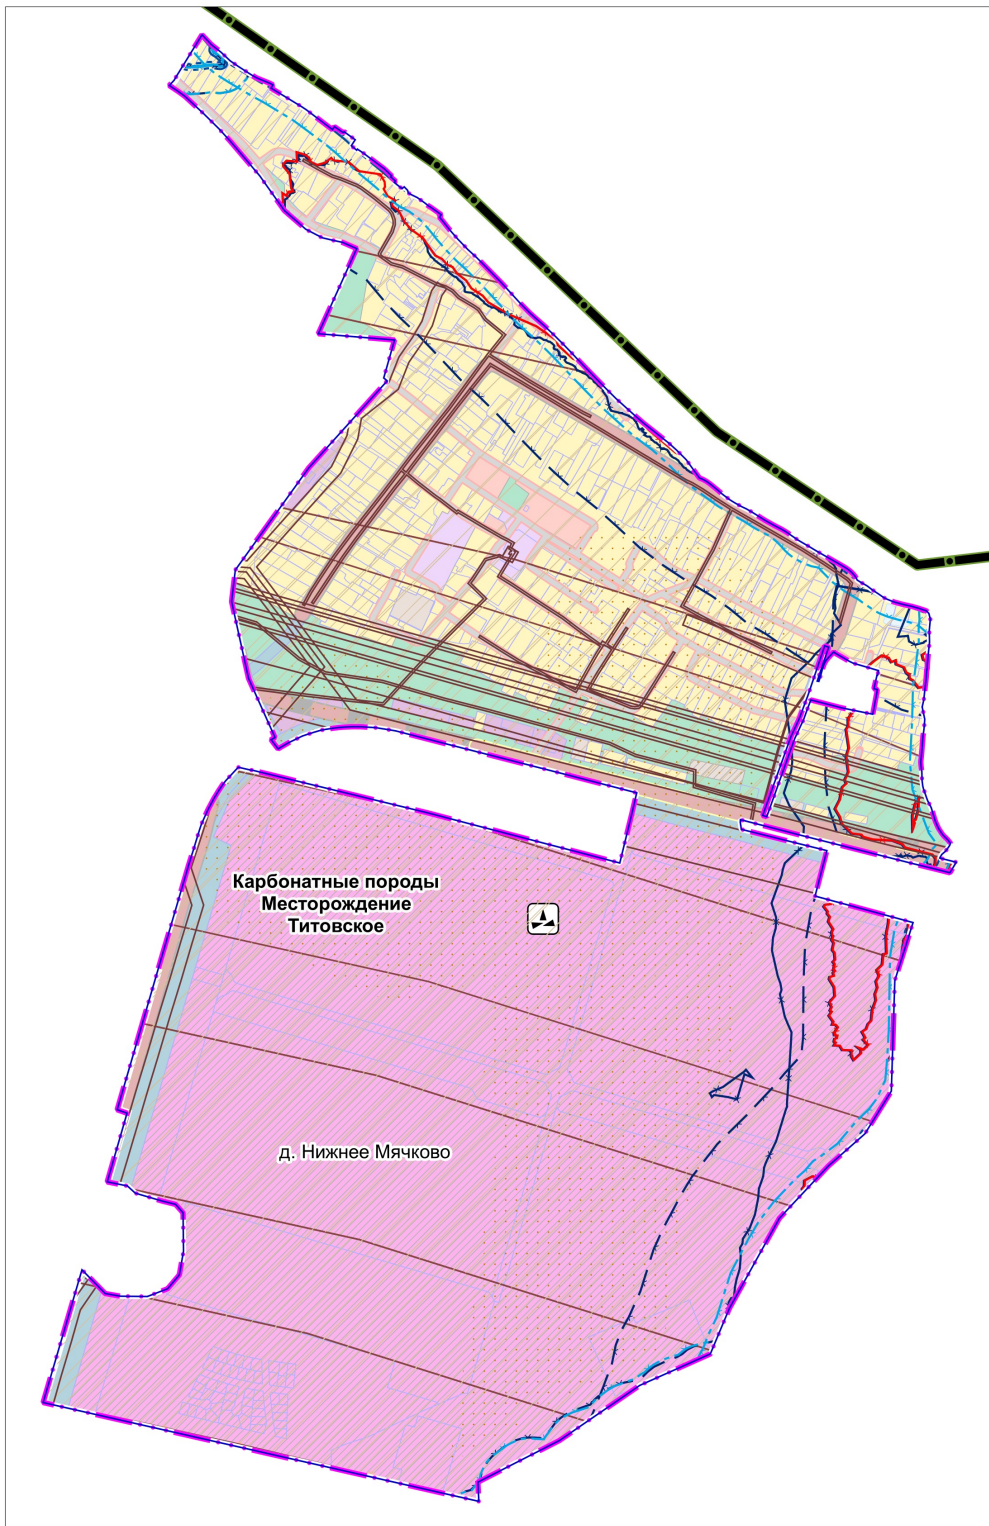 Карбонатные породы
Месторождение
Титовское
д. Нижнее Мячково